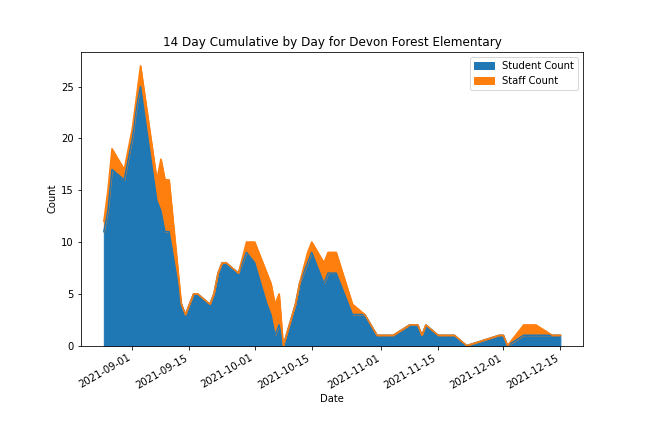 14 Day Cumulative by Day for Devon Forest Elementary
Student Count
Staff Count
Count
25
20
15
10
5
0
2021-09-01
2021-09-15
2021-10-01
2021-10-15
2021-11-01
2021-11-15
2021-12-01
2021-12-15
Date